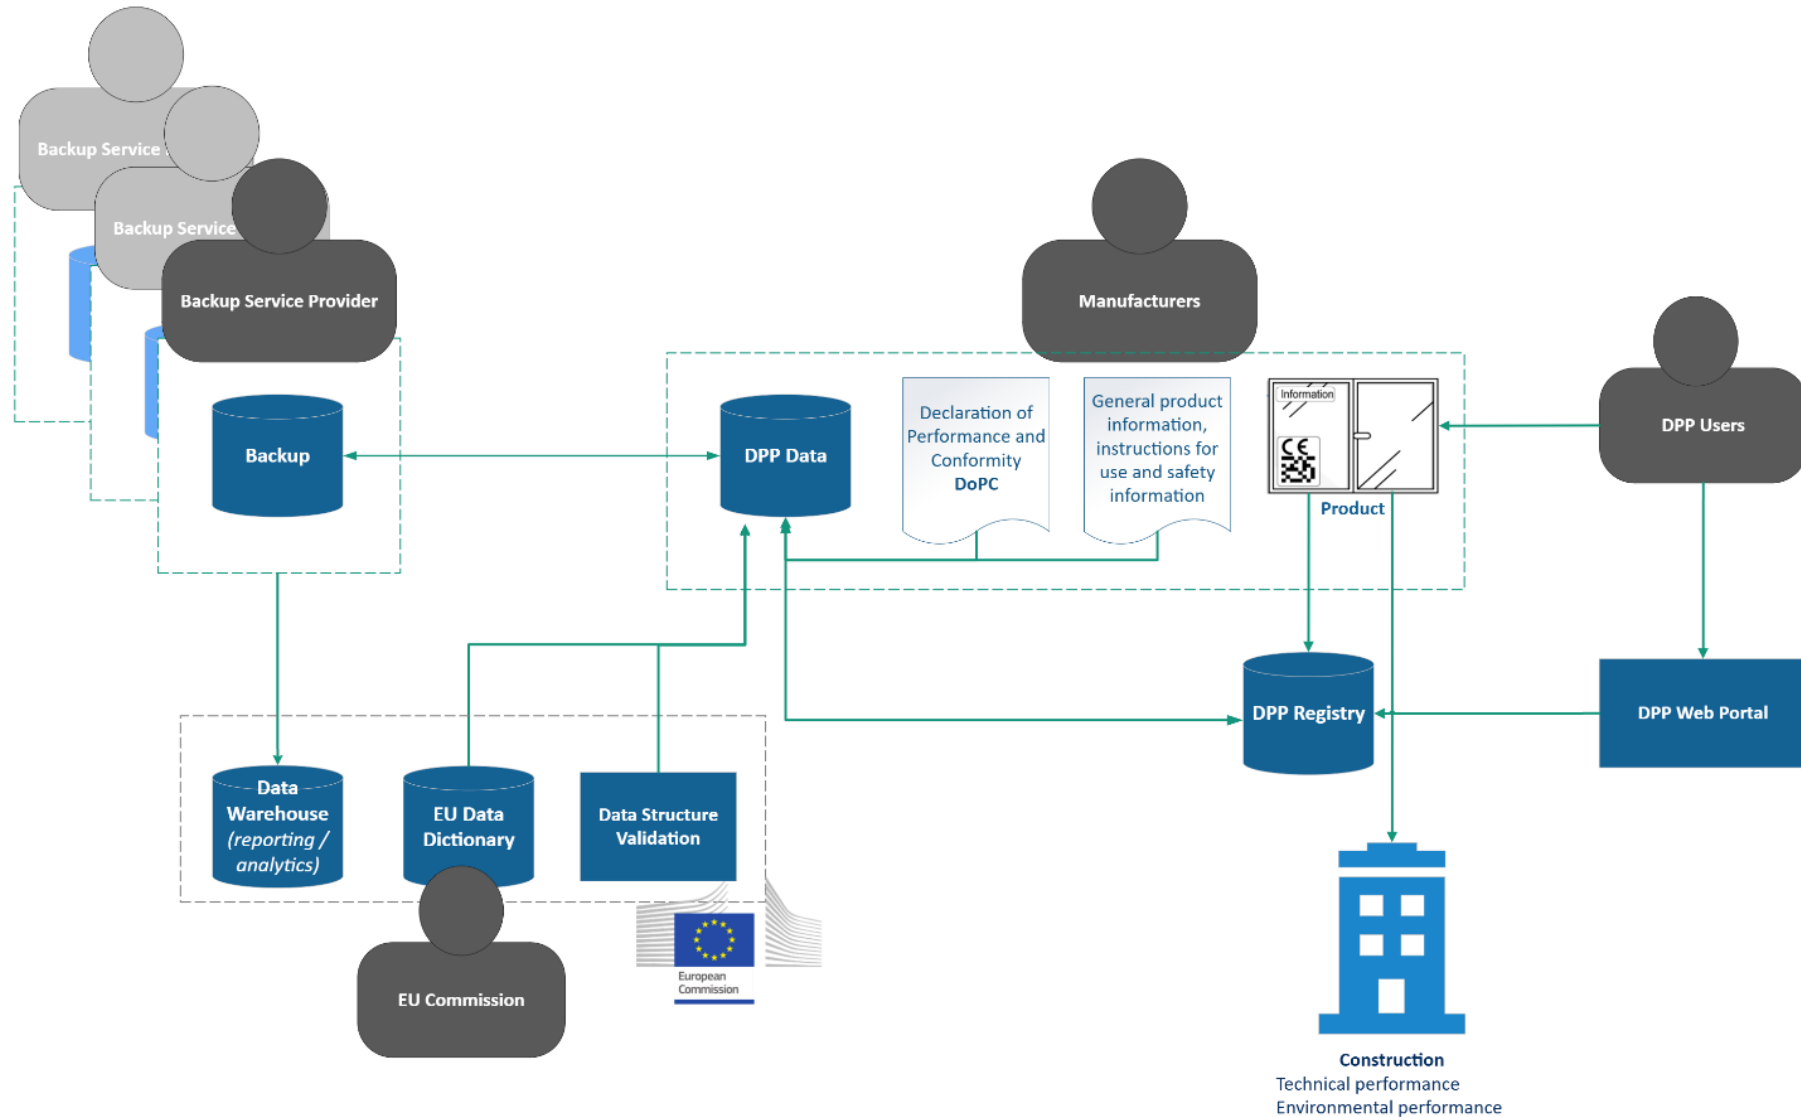 Backup Service
Backup Service
Backup Service Provider
Manufacturers
DPP Users
Backup
DPP Data
Declaration of
Performance and
Conformity
DoPC
General product
information,
instructions for
use and safety
information
Information
CE
Product
DPP Registry
DPP Web Portal
Data
Warehouse
(reporting /
analytics)
EU Data
Dictionary
Data Structure
Validation
European
Commission
EU Commission
Construction
Technical performance
Environmental performance